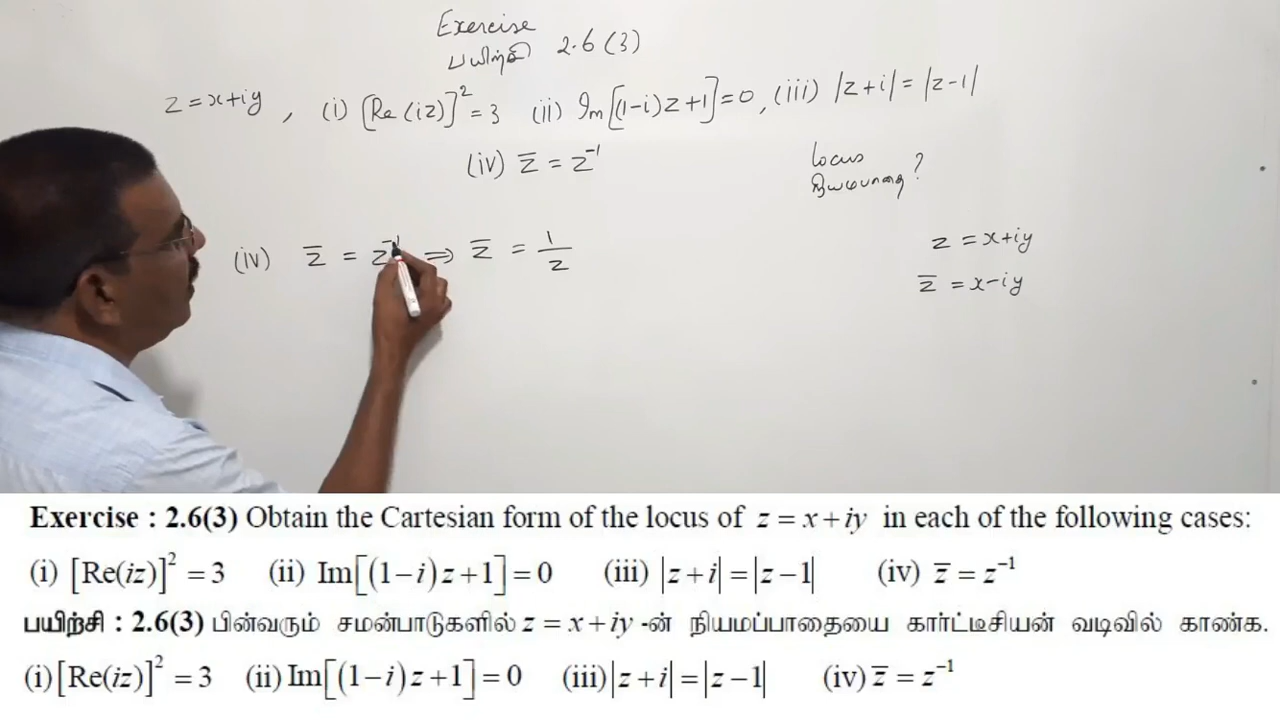 Exercise
பயிற்சி 2.6(3)
z = x+iy , (i) [Re(iz)]² = 3 (ii) Im[(1-i)z+1] = 0, (iii) |z+i| = |z-1|
(iv) z̅ = z⁻¹
locus
நியமபாதை ?
(iv) z̅ = z⁻¹ ⇒ z̅ = 1/z
z = x+iy
z̅ = x-iy
Exercise : 2.6(3) Obtain the Cartesian form of the locus of z = x + iy in each of the following cases:
(i) [Re(iz)]² = 3 (ii) Im[(1−i)z+1] = 0 (iii) |z+i| = |z−1| (iv) z̅ = z⁻¹
பயிற்சி : 2.6(3) பின்வரும் சமன்பாடுகளில் z = x + iy -ன் நியமப்பாதையை கார்ட்டீசியன் வடிவில் காண்க.
(i) [Re(iz)]² = 3 (ii) Im[(1−i)z+1] = 0 (iii) |z+i| = |z−1| (iv) z̅ = z⁻¹